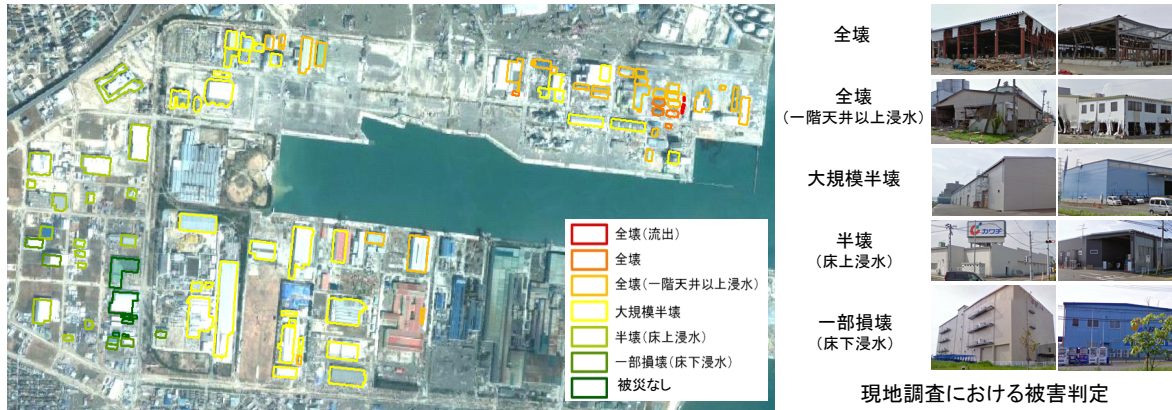 全壊(流出)
全壊
全壊(一階天井以上浸水)
大規模半壊
半壊(床上浸水)
一部損壊(床下浸水)
被災なし
全壊
全壊
(一階天井以上浸水)
大規模半壊
半壊
(床上浸水)
カワチ
一部損壊
(床下浸水)
現地調査における被害判定